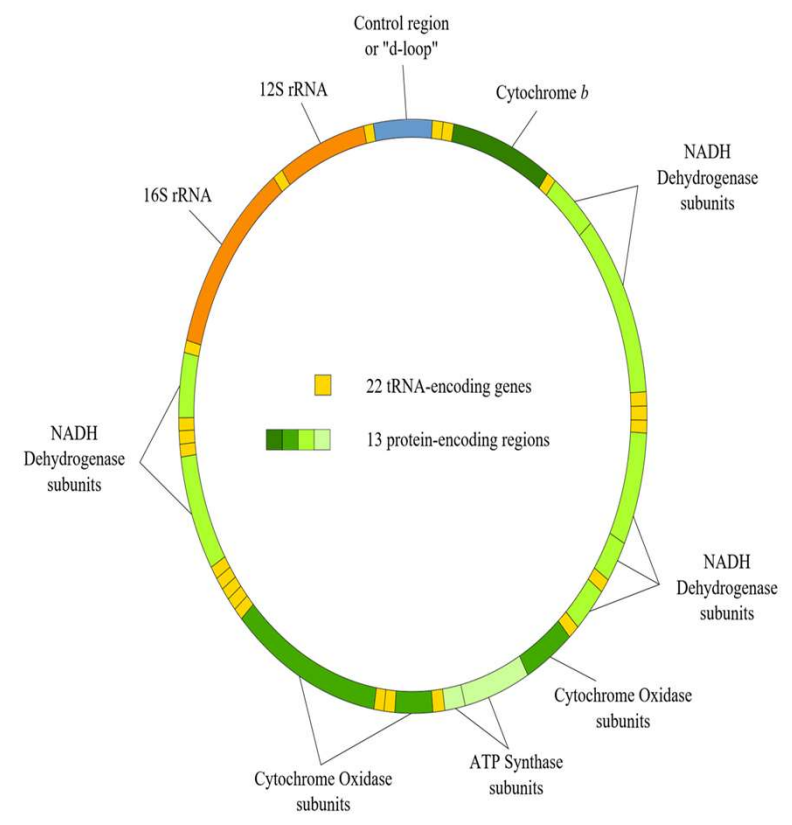 Control region
or "d-loop"
12S rRNA
Cytochrome b
NADH
Dehydrogenase
subunits
16S rRNA
22 tRNA-encoding genes
13 protein-encoding regions
NADH
Dehydrogenase
subunits
NADH
Dehydrogenase
subunits
Cytochrome Oxidase
subunits
ATP Synthase
subunits
Cytochrome Oxidase
subunits